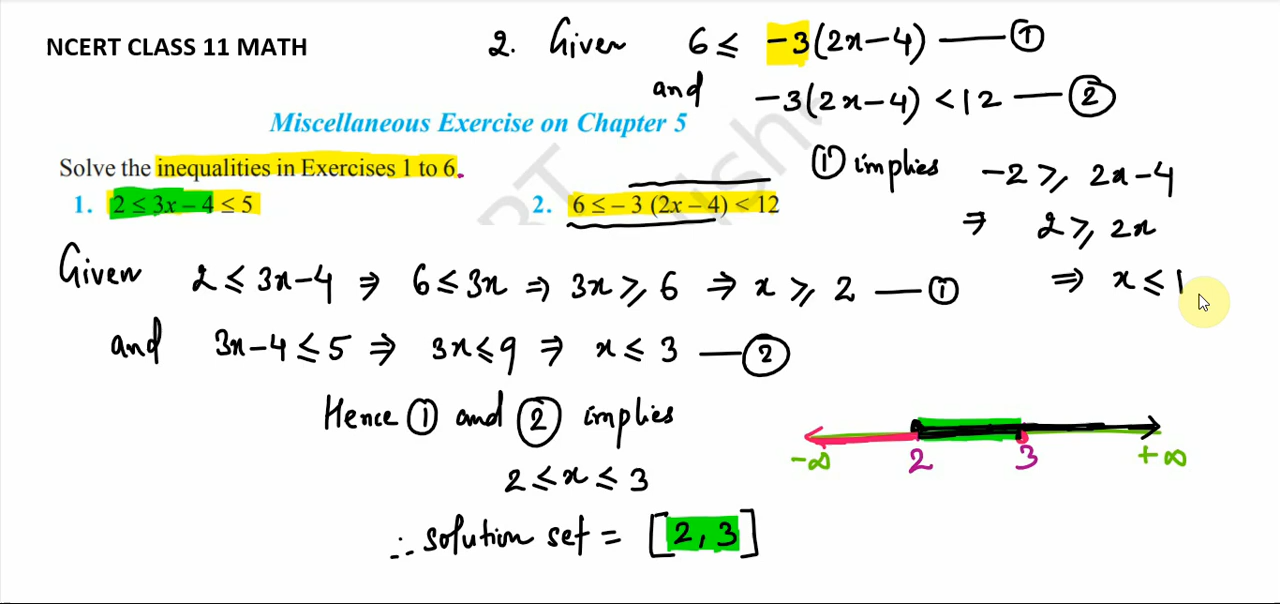 NCERT CLASS 11 MATH
2. Given 6 ≤ -3(2x-4) — ①
and -3(2x-4) < 12 — ②
Miscellaneous Exercise on Chapter 5
Solve the inequalities in Exercises 1 to 6.
① implies -2 ≥ 2x-4
1. 2 ≤ 3x – 4 ≤ 5
2. 6 ≤ – 3 (2x – 4) < 12
⇒ 2 ≥ 2x
⇒ x ≤ 1
Given 2 ≤ 3x-4 ⇒ 6 ≤ 3x ⇒ 3x ≥ 6 ⇒ x ≥ 2 — ①
and 3x-4 ≤ 5 ⇒ 3x ≤ 9 ⇒ x ≤ 3 — ②
Hence ① and ② implies
-∞ 2 3 +∞
2 ≤ x ≤ 3
∴ solution set = [2, 3]